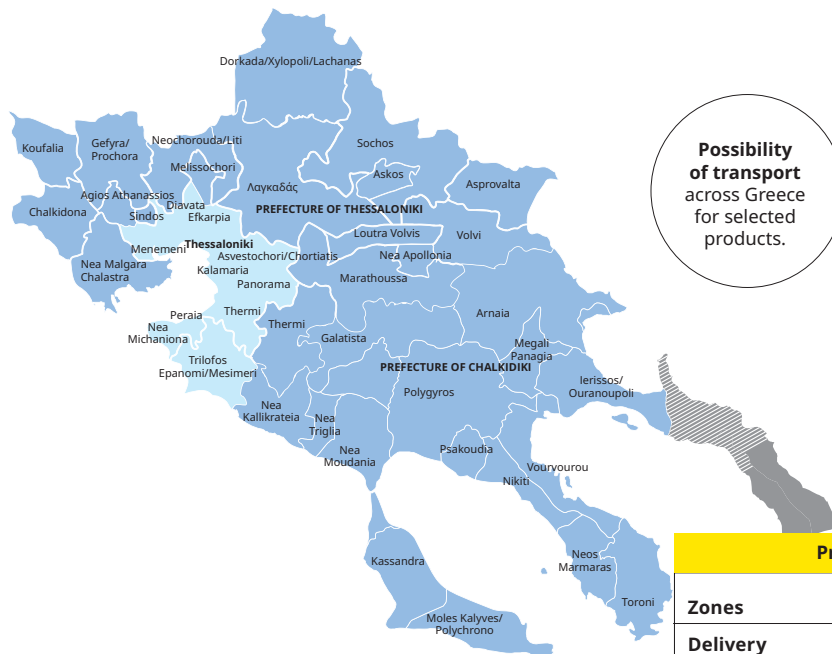 Dorkada/Xylopoli/Lachanas
Koufalia
Gefyra/
Prochora
Neochorouda/Liti
Melissochori
Sochos
Askos
Asprovalta
Λαγκαδάς
Agios Athanassios
Chalkidona
Sindos
Diavata
Efkarpia
PREFECTURE OF THESSALONIKI
Loutra Volvis
Volvi
Menemeni
Thessaloniki
Asvestochori/Chortiatis
Nea Apollonia
Nea Malgara
Chalastra
Kalamaria
Panorama
Marathoussa
Peraia
Thermi
Thermi
Arnaia
Nea
Michaniona
Galatista
Megali
Panagia
Trilofos
Epanomi/Mesimeri
PREFECTURE OF CHALKIDIKI
Polygyros
Ierissos/
Ouranoupoli
Nea
Kallikrateia
Nea
Triglia
Nea
Moudania
Psakoudia
Vourvourou
Nikiti
Kassandra
Neos
Marmaras
Toroni
Moles Kalyves/
Polychrono
Possibility
of transport
across Greece
for selected
products.
Pr
Zones
Delivery